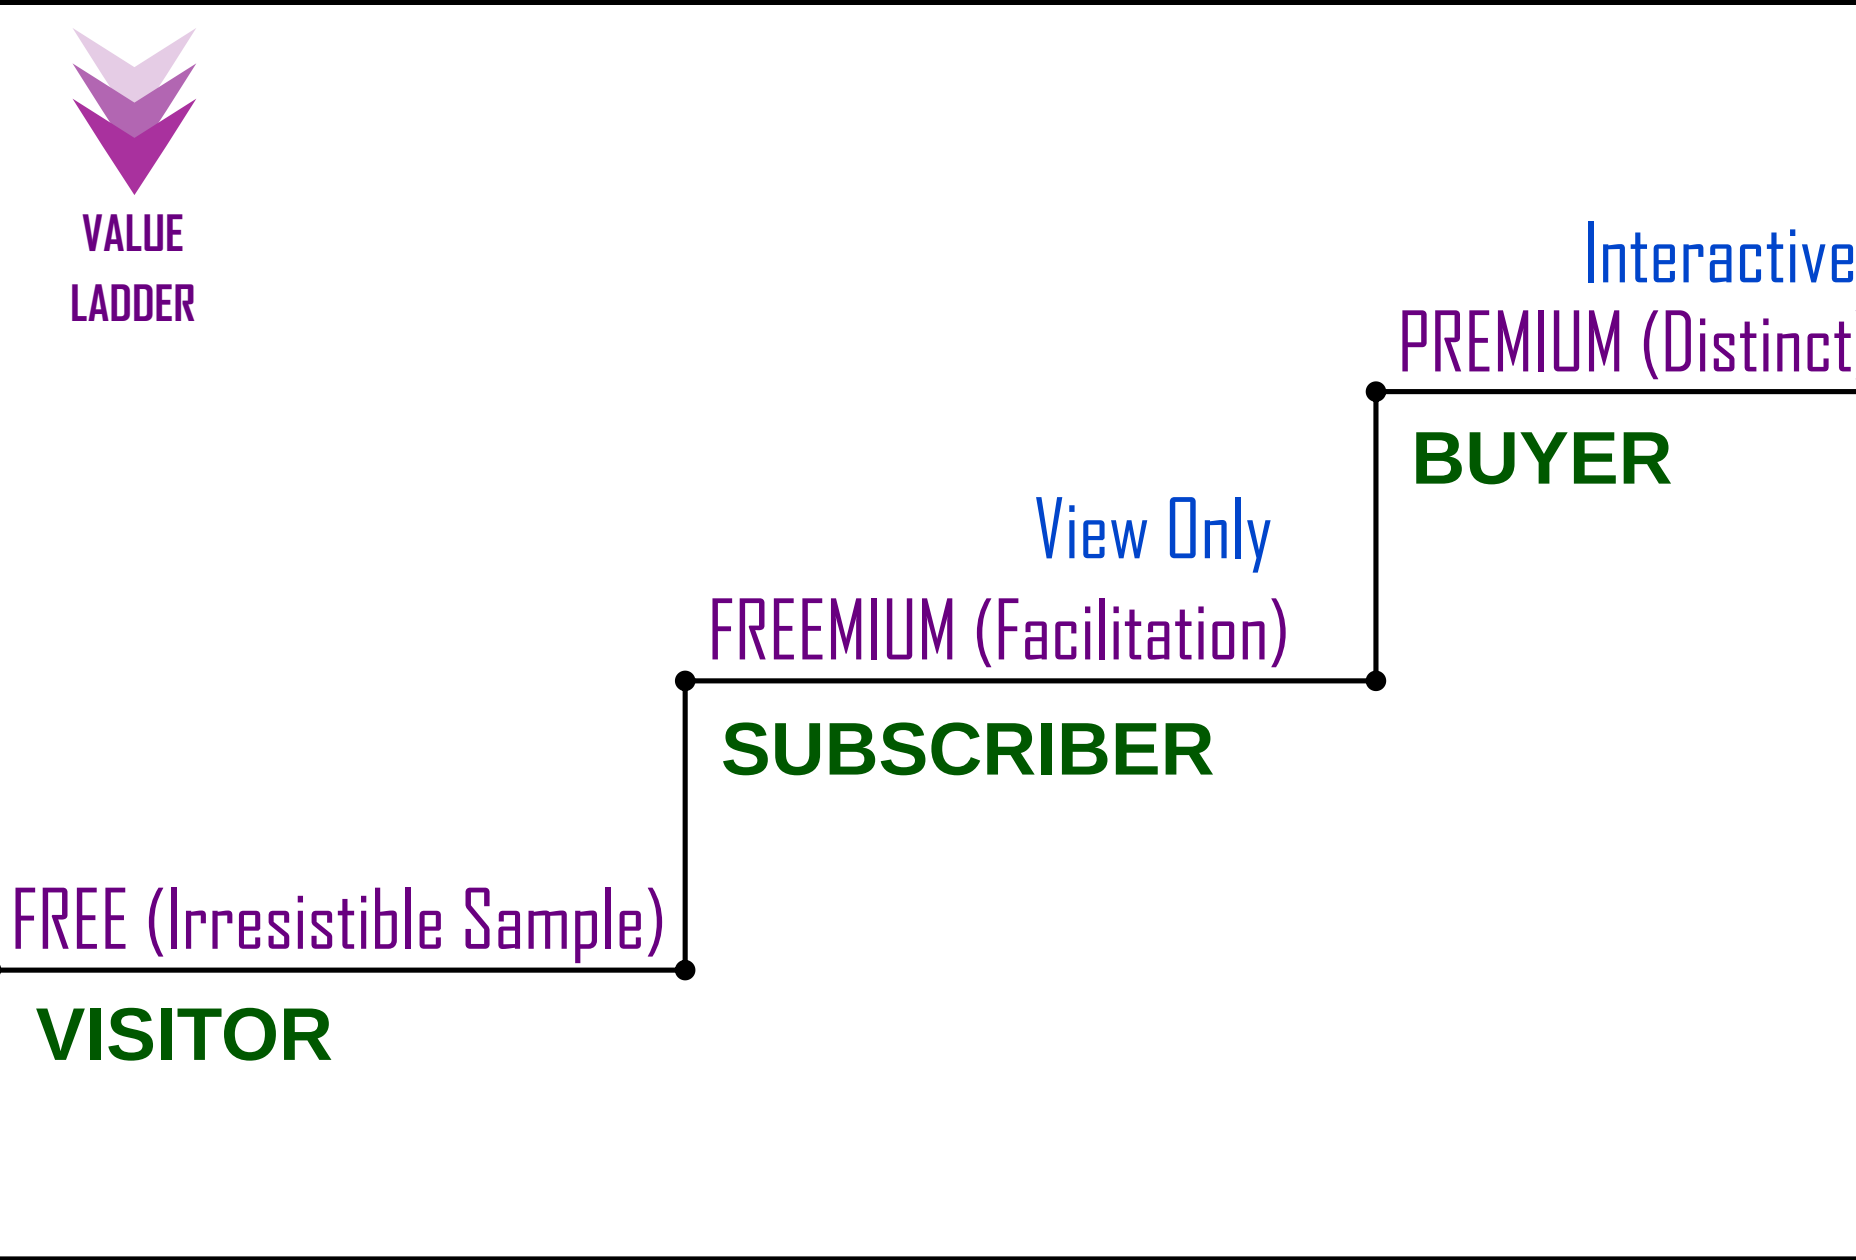 VALUE
LADDER
Interactive
PREMIUM (Distinct
BUYER
View Only
FREEMIUM (Facilitation)
SUBSCRIBER
FREE (Irresistible Sample)
VISITOR